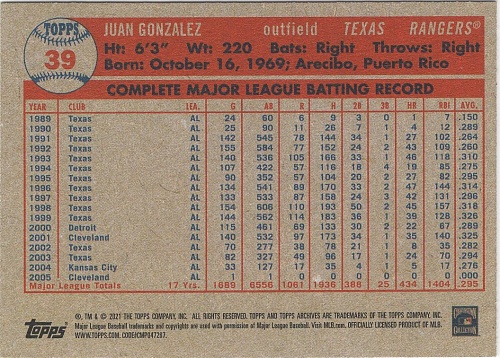 TOPPS
39
JUAN GONZALEZ outfield TEXAS RANGERS®
Ht: 6'3" Wt: 220 Bats: Right Throws: Right
Born: October 16, 1969; Arecibo, Puerto Rico
COMPLETE MAJOR LEAGUE BATTING RECORD
YEAR CLUB LEA. G AB R H 2B 3B HR RBI AVG.
1989 Texas AL 24 60 6 9 3 0 1 7 .150
1990 Texas AL 25 90 11 26 7 1 4 12 .289
1991 Texas AL 142 545 78 144 34 1 27 102 .264
1992 Texas AL 155 584 77 152 24 2 43 109 .260
1993 Texas AL 140 536 105 166 33 1 46 118 .310
1994 Texas AL 107 422 57 116 18 4 19 85 .275
1995 Texas AL 90 352 57 104 20 2 27 82 .295
1996 Texas AL 134 541 89 170 33 2 47 144 .314
1997 Texas AL 133 533 87 158 24 3 42 131 .296
1998 Texas AL 154 606 110 193 50 2 45 157 .318
1999 Texas AL 144 562 114 183 36 1 39 128 .326
2000 Detroit AL 115 461 69 133 30 2 22 67 .289
2001 Cleveland AL 140 532 97 173 34 1 35 140 .325
2002 Texas AL 70 277 38 78 21 1 8 35 .282
2003 Texas AL 82 327 49 96 17 1 24 70 .294
2004 Kansas City AL 33 127 17 35 4 1 5 17 .276
2005 Cleveland AL 1 1 0 0 0 0 0 0 .000
Major League Totals 17 Yrs. 1689 6556 1061 1936 388 25 434 1404 .295
Topps
®, TM & © 2021 THE TOPPS COMPANY, INC. ALL RIGHTS RESERVED. TOPPS AND TOPPS ARCHIVES ARE TRADEMARKS OF THE TOPPS COMPANY, INC.
Major League Baseball trademarks and copyrights are used with permission of Major League Baseball. Visit MLB.com. OFFICIALLY LICENSED PRODUCT OF MLB.
WWW.TOPPS.COM. CODE#CMP047297.
COOPERSTOWN
COLLECTION